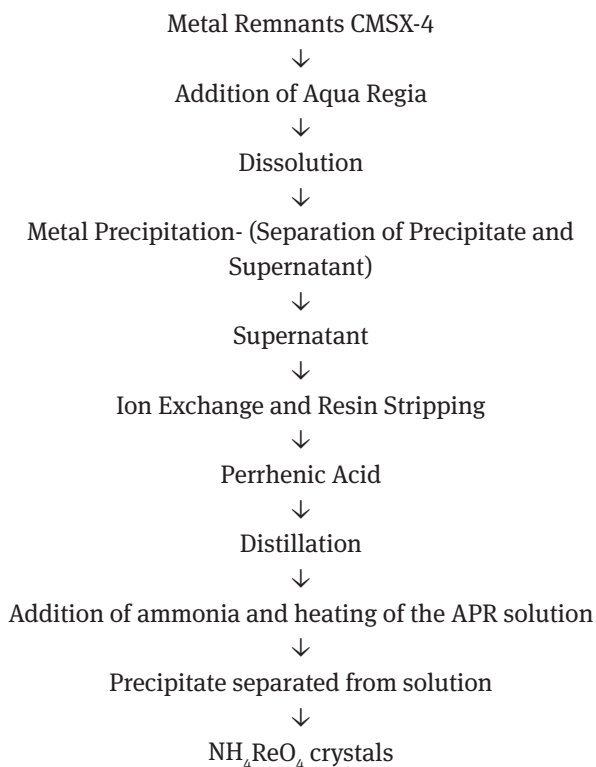 Metal Remnants CMSX-4
↓
Addition of Aqua Regia
↓
Dissolution
↓
Metal Precipitation- (Separation of Precipitate and
Supernatant)
↓
Supernatant
↓
Ion Exchange and Resin Stripping
↓
Perrhenic Acid
↓
Distillation
↓
Addition of ammonia and heating of the APR solution
↓
Precipitate separated from solution
↓
NH₄ReO₄ crystals